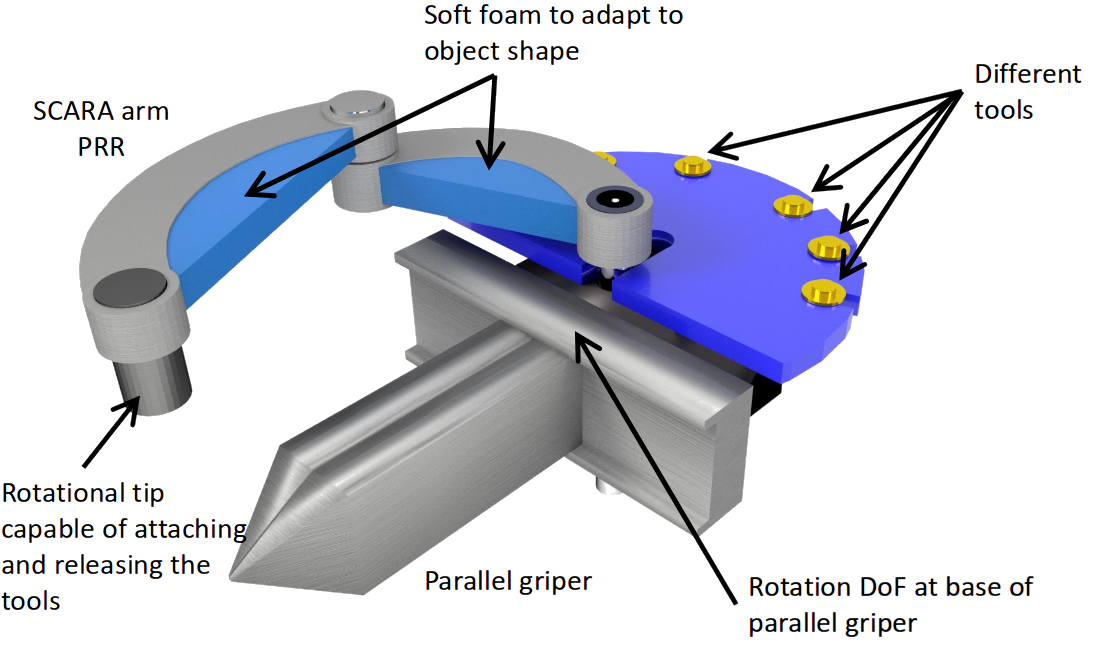 Soft foam to adapt to
object shape
Different
tools
SCARA arm
PRR
Rotational tip
capable of attaching
and releasing the
tools
Parallel griper
Rotation DoF at base of
parallel griper